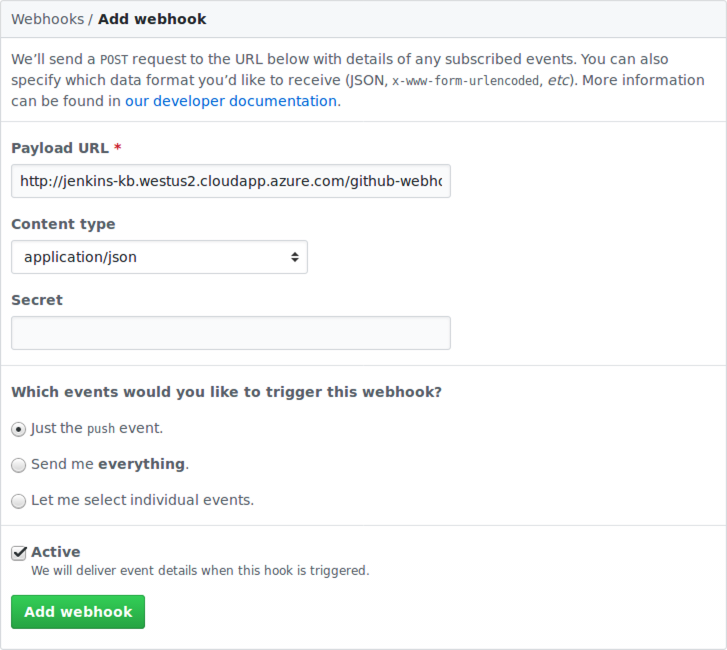 Webhooks / Add webhook
We’ll send a POST request to the URL below with details of any subscribed events. You can also
specify which data format you’d like to receive (JSON, x-www-form-urlencoded, etc). More information
can be found in our developer documentation.
Payload URL *
http://jenkins-kb.westus2.cloudapp.azure.com/github-webho
Content type
application/json
Secret
Which events would you like to trigger this webhook?
Just the push event.
Send me everything.
Let me select individual events.
Active
We will deliver event details when this hook is triggered.
Add webhook